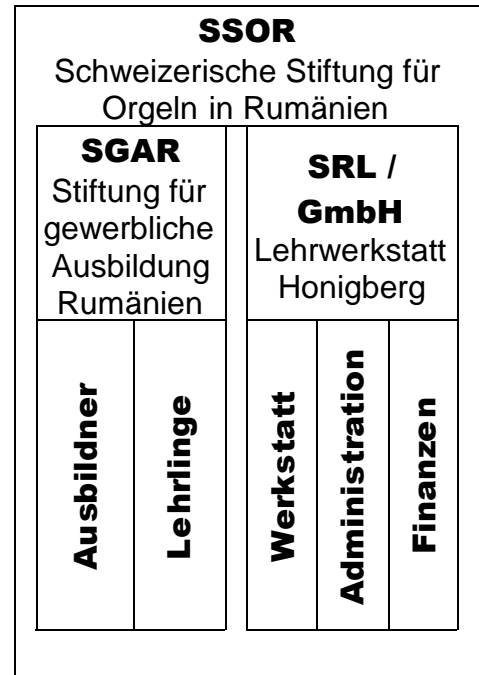 SSOR
Schweizerische Stiftung für
Orgeln in Rumänien
SGAR
Stiftung für
gewerbliche
Ausbildung
Rumänien
SRL /
GmbH
Lehrwerkstatt
Honigberg
Ausbildner
Lehrlinge
Werkstatt
Administration
Finanzen